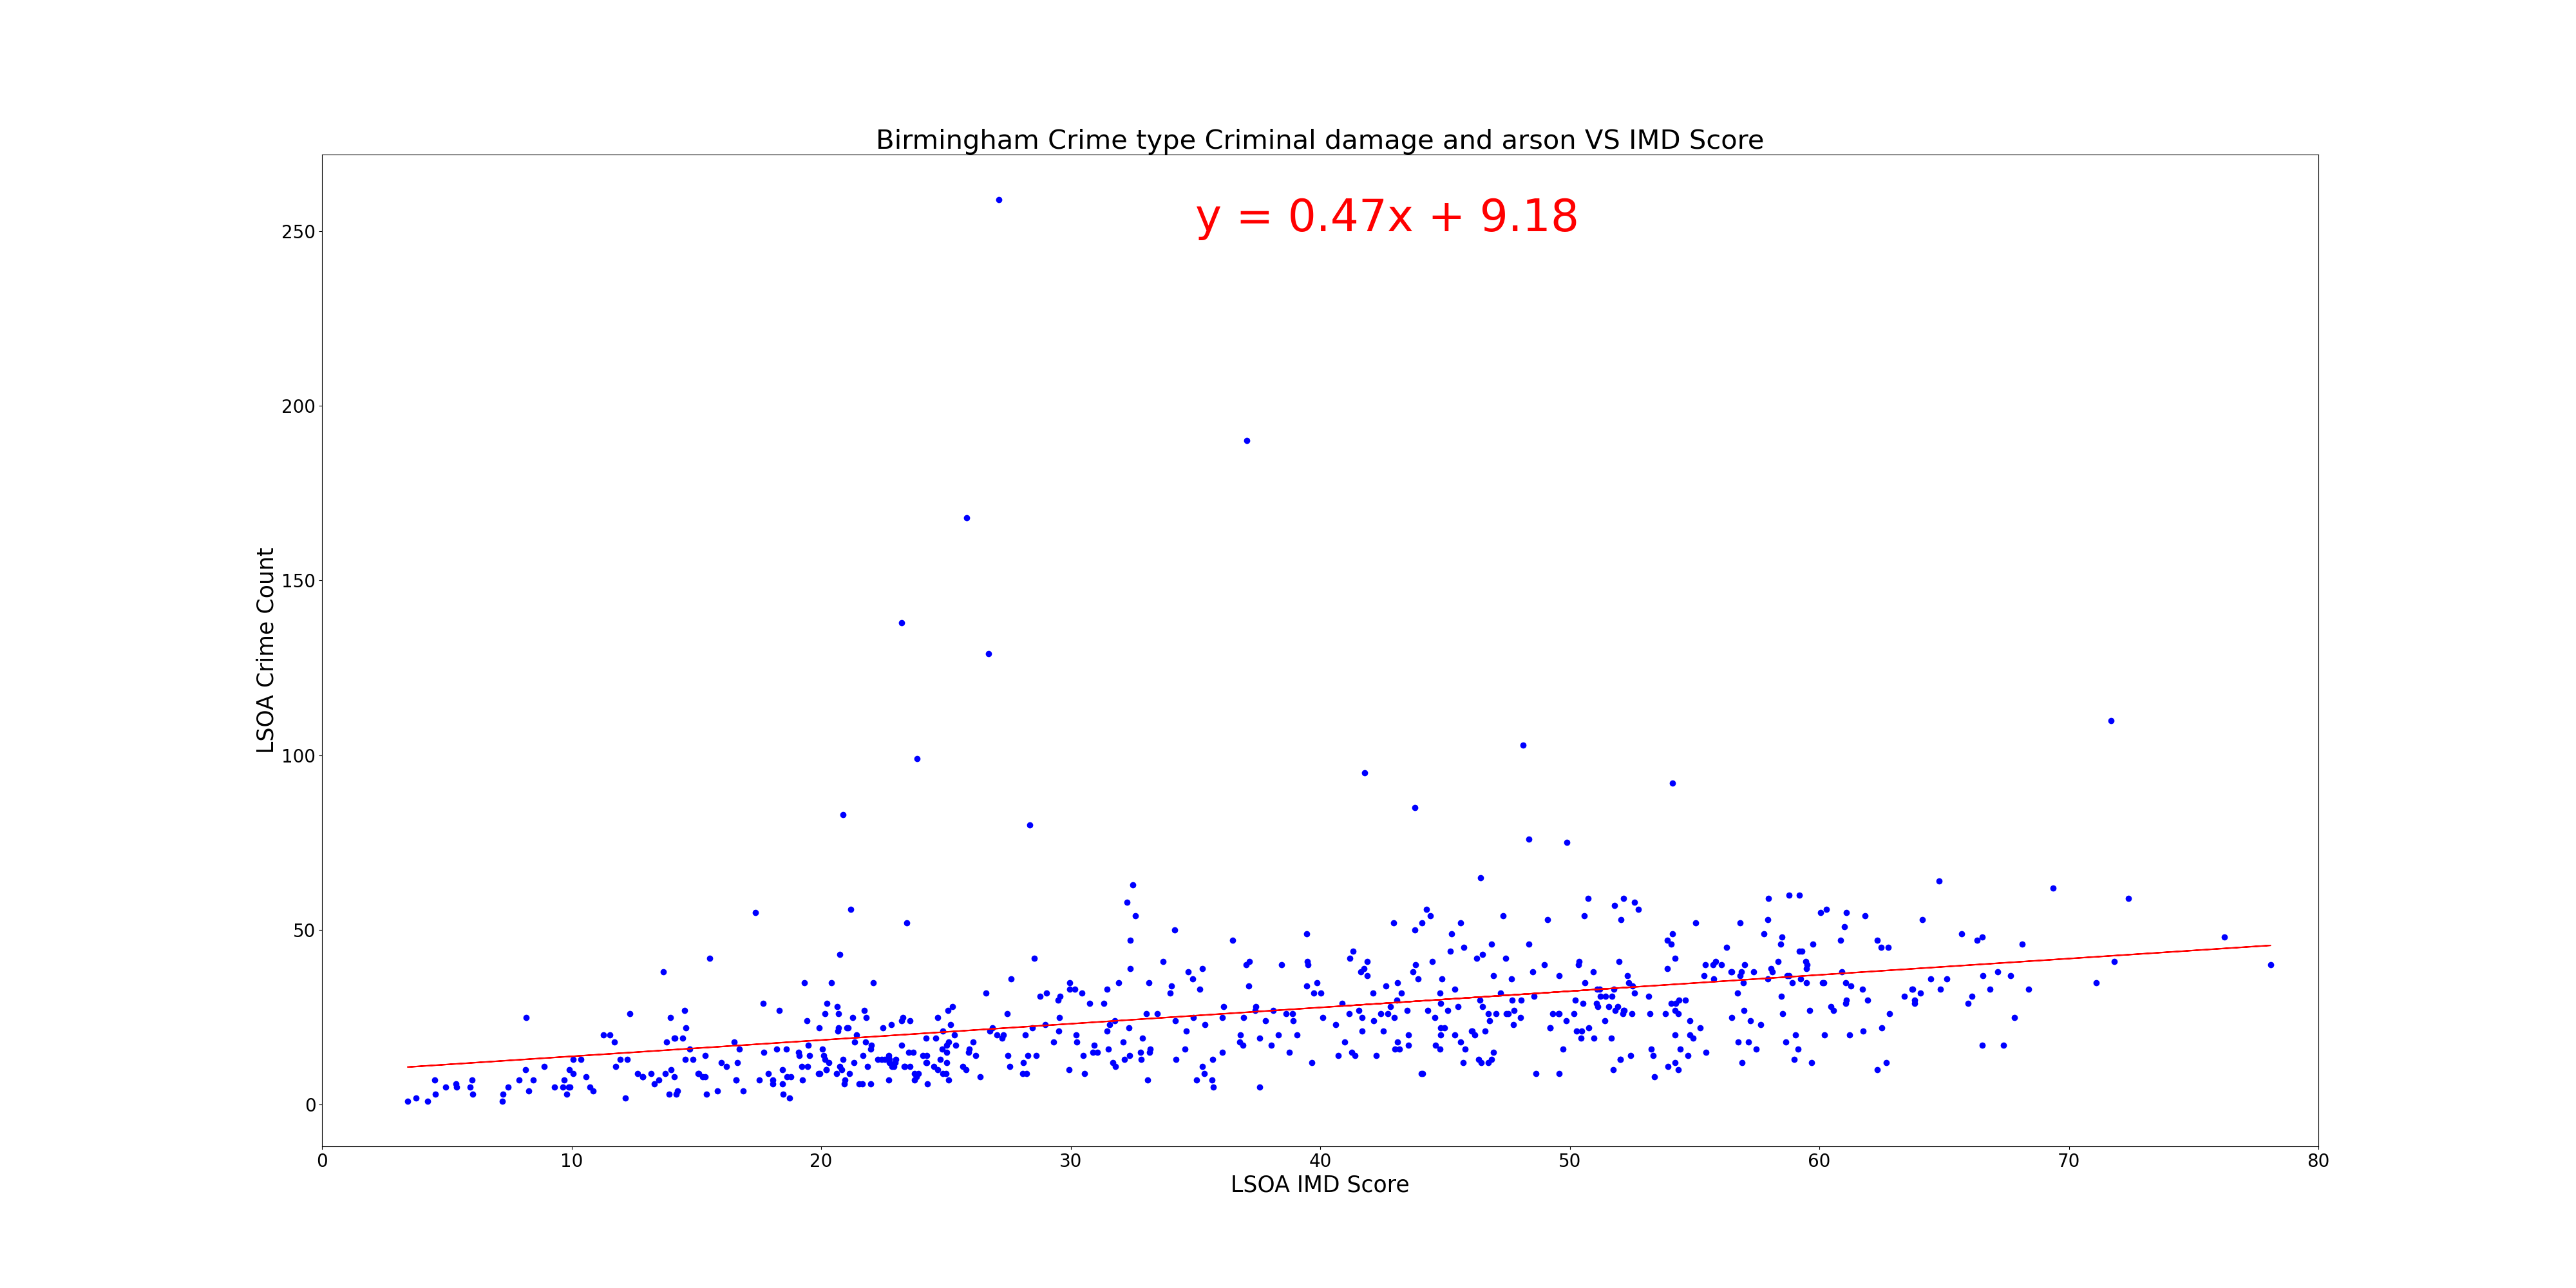 Birmingham Crime type Criminal damage and arson VS IMD Score
y = 0.47x + 9.18
250
200
150
100
50
0
LSOA Crime Count
0 10 20 30 40 50 60 70 80
LSOA IMD Score